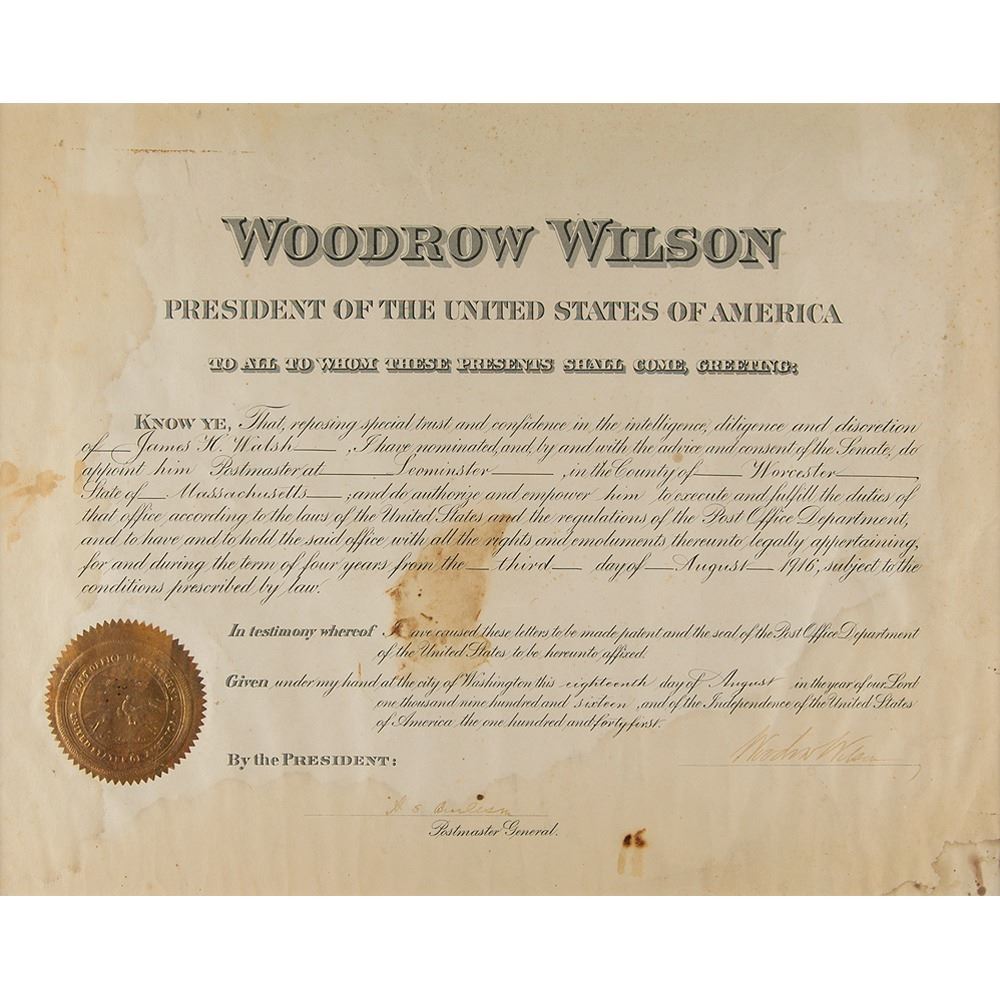 WOODROW WILSON
PRESIDENT OF THE UNITED STATES OF AMERICA
TO ALL TO WHOM THESE PRESENTS SHALL COME, GREETING:
KNOW YE, That, reposing special trust and confidence in the intelligence, diligence and discretion
of James H. Walsh, I have nominated, and, by and with the advice and consent of the Senate, do
appoint him Postmaster at Leominster, in the County of Worcester
State of Massachusetts; and do authorize and empower him to execute and fulfill the duties of
that office, according to the laws of the United States and the regulations of the Post Office Department,
and to have and to hold the said office, with all the rights and emoluments thereunto legally appertaining,
for and during the term of four years from the third day of August 1916, subject to the
conditions prescribed by law.
In testimony whereof I have caused these letters to be made patent and the seal of the Post Office Department
of the United States, to be hereunto affixed.
Given under my hand at the city of Washington this eighteenth day of August in the year of our Lord
one thousand nine hundred and sixteen, and of the Independence of the United States
of America the one hundred and forty first.
Woodrow Wilson
By the PRESIDENT:
A S Burleson
Postmaster General.
POST OFFICE DEPARTMENT
UNITED STATES OF AMERICA